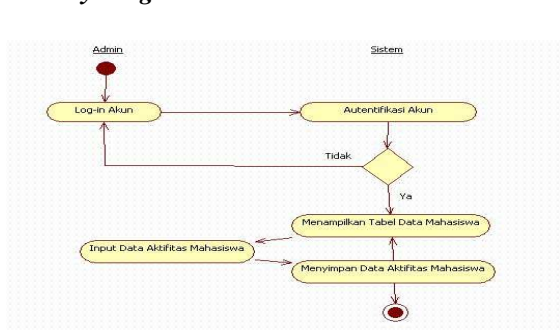 Admin
Sistem
Log-in Akun
Autentifikasi Akun
Tidak
Ya
Menampilkan Tabel Data Mahasiswa
Input Data Aktifitas Mahasiswa
Menyimpan Data Aktifitas Mahasiswa